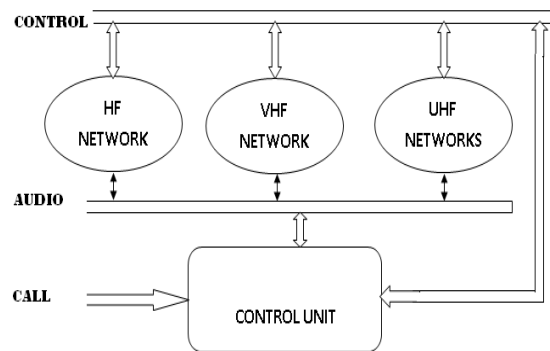 CONTROL
HF
NETWORK
VHF
NETWORK
UHF
NETWORKS
AUDIO
CALL
CONTROL UNIT